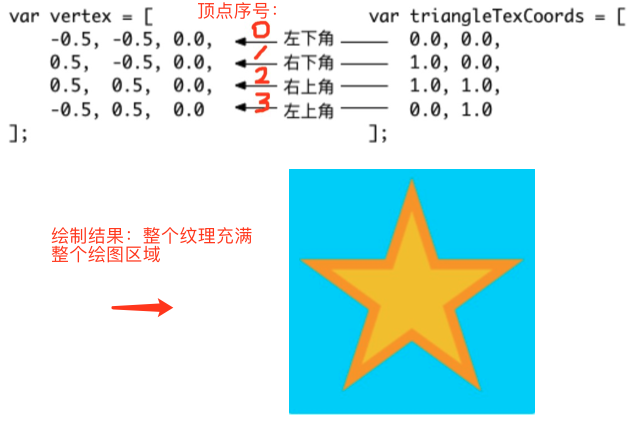 顶点序号：
var vertex = [
var triangleTexCoords = [
-0.5, -0.5, 0.0, 0 左下角 0.0, 0.0,
0.5, -0.5, 0.0, 1 右下角 1.0, 0.0,
0.5, 0.5, 0.0, 2 右上角 1.0, 1.0,
-0.5, 0.5, 0.0 3 左上角 0.0, 1.0
]; ];
绘制结果：整个纹理充满
整个绘图区域